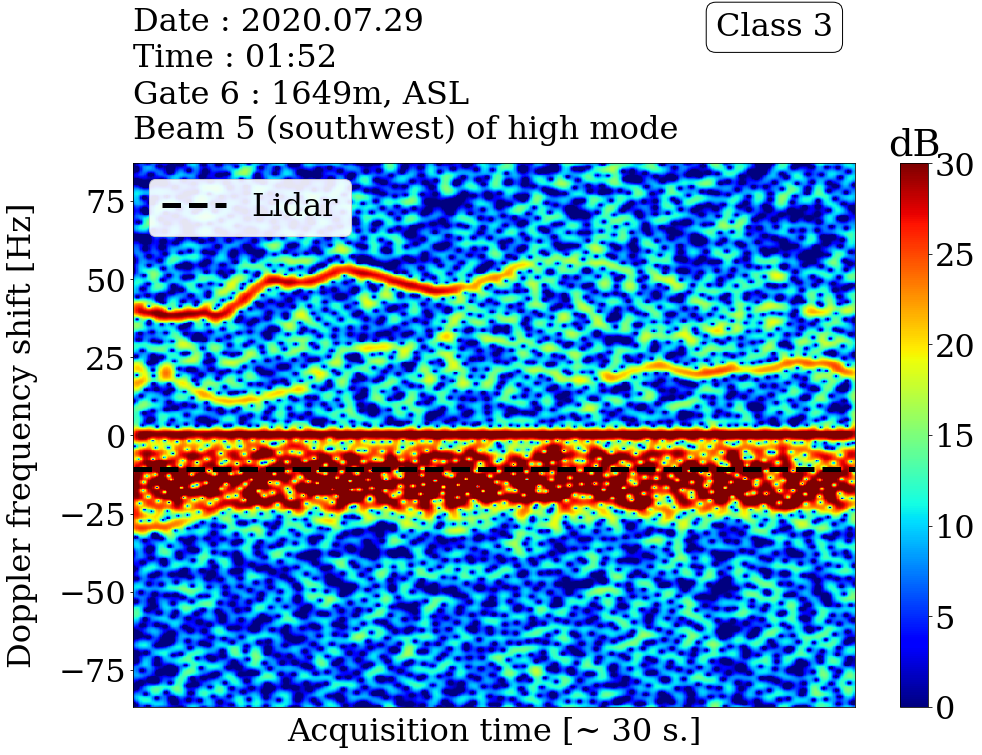 Date : 2020.07.29
Class 3
Time : 01:52
Gate 6 : 1649m, ASL
Beam 5 (southwest) of high mode
dB
Lidar
Doppler frequency shift [Hz]
75
50
25
0
−25
−50
−75
Acquisition time [~ 30 s.]
30
25
20
15
10
5
0